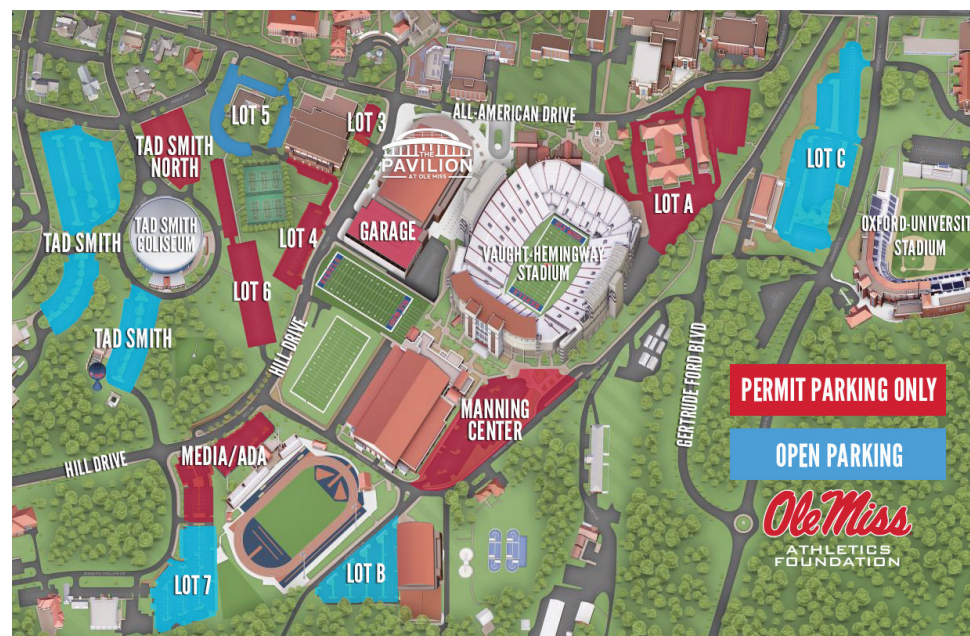 LOT 5
LOT 3
ALL-AMERICAN DRIVE
THE
PAVILION
AT OLE MISS
TAD SMITH
NORTH
LOT C
LOT A
TAD SMITH
COLISEUM
TAD SMITH
LOT 4
GARAGE
VAUGHT-HEMINGWAY
STADIUM
OXFORD-UNIVERSIT
STADIUM
LOT 6
TAD SMITH
HILL DRIVE
GERTRUDE FORD BLVD
PERMIT PARKING ONLY
MANNING
CENTER
OPEN PARKING
MEDIA/ADA
HILL DRIVE
Ole Miss
ATHLETICS
FOUNDATION
LOT 7
LOT B